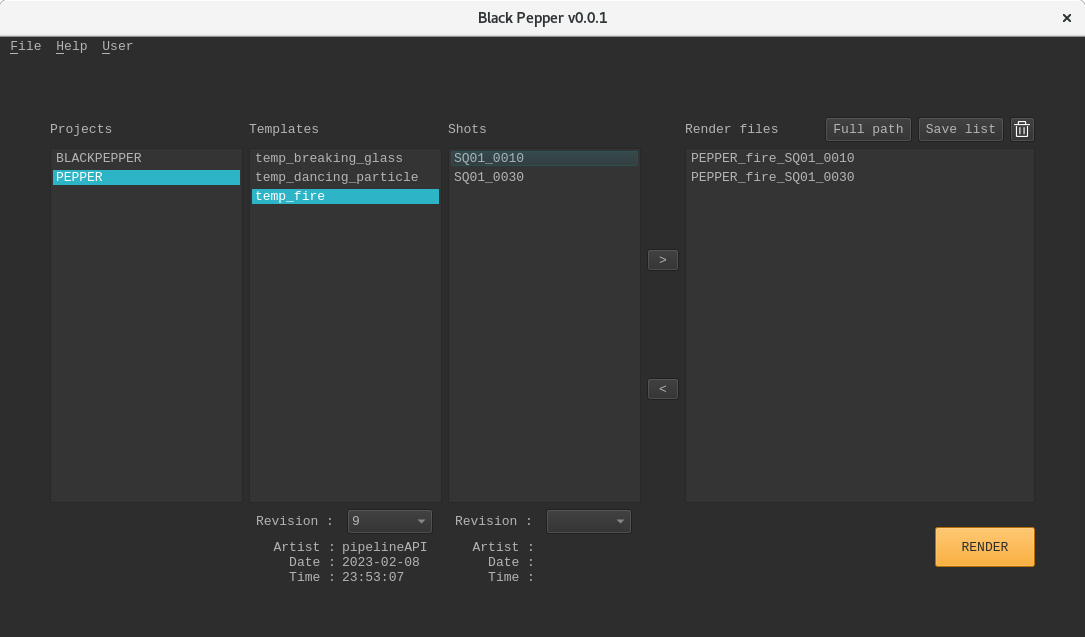 Black Pepper v0.0.1
File Help User
Projects Templates Shots Render files Full path Save list
BLACKPEPPER
PEPPER
temp_breaking_glass
temp_dancing_particle
temp_fire
SQ01_0010
SQ01_0030
>
<
PEPPER_fire_SQ01_0010
PEPPER_fire_SQ01_0030
Revision : 9
Artist : pipelineAPI
Date : 2023-02-08
Time : 23:53:07
Revision :
Artist :
Date :
Time :
RENDER